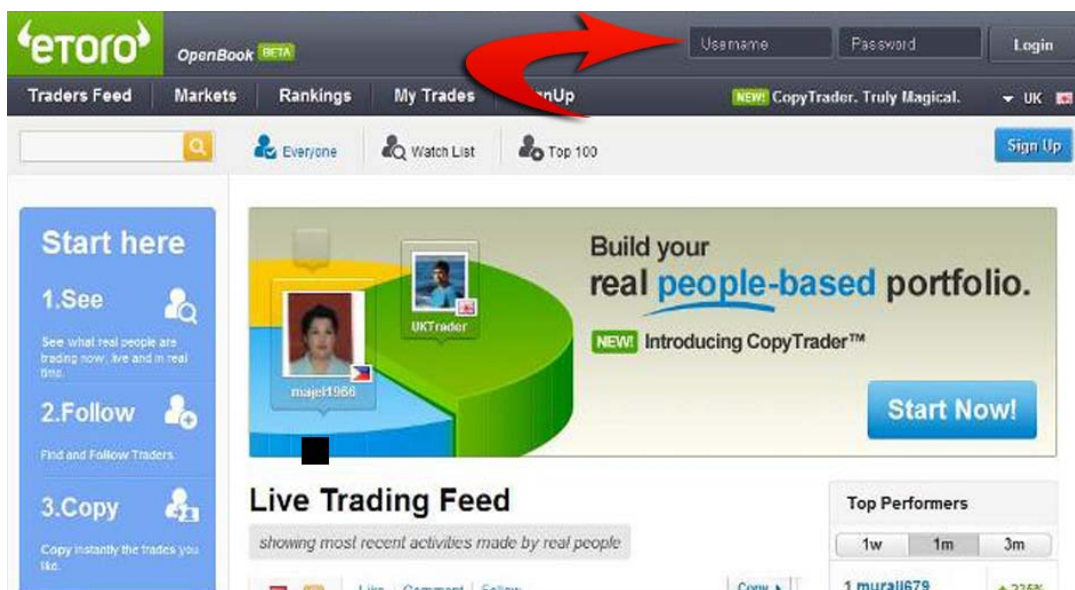 eToro
OpenBook BETA
Username Password Login
Traders Feed Markets Rankings My Trades
NEW! CopyTrader. Truly Magical. UK
Everyone Watch List Top 100 Sign Up
Start here
1.See
See what real people are
trading now, live and in real
time.
2.Follow
Find and Follow Traders
3.Copy
Copy instantly the trades you
like.
UKTrader
majel1966
Build your
real people-based portfolio.
NEW! Introducing CopyTrader™
Start Now!
Live Trading Feed
showing most recent activities made by real people
Like Comment Follow Copy
Top Performers
1w 1m 3m
1 murali679